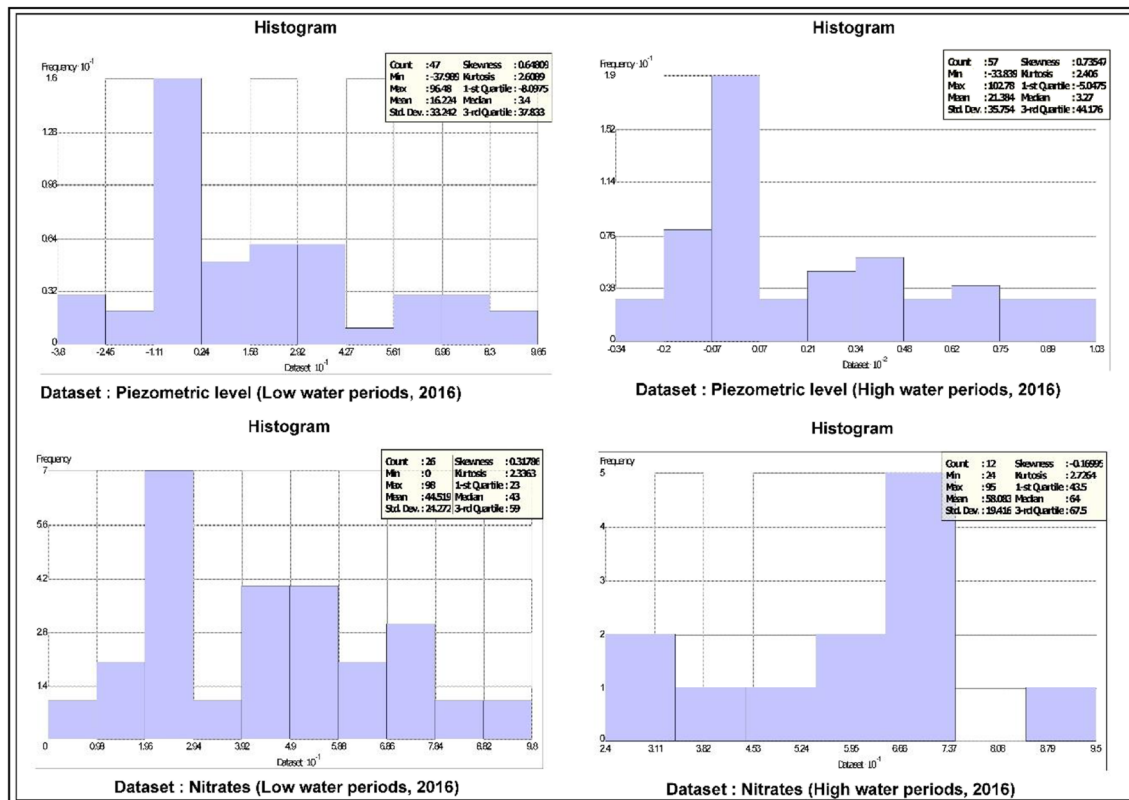 Histogram
Frequency · 10⁻¹
Count : 47 Skewness : 0.64809
Min : -37.989 Kurtosis : 2.6089
Max : 96.48 1-st Quartile : -8.0975
Mean : 16.224 Median : 3.4
Std. Dev. : 33.242 3-rd Quartile : 37.833
1.6
1.28
0.96
0.64
0.32
0
-3.8 -2.45 -1.11 0.24 1.58 2.92 4.27 5.61 6.96 8.3 9.65
Dataset · 10⁻¹
Dataset : Piezometric level (Low water periods, 2016)
Histogram
Frequency · 10⁻¹
Count : 57 Skewness : 0.73547
Min : -33.839 Kurtosis : 2.406
Max : 102.78 1-st Quartile : -5.0475
Mean : 21.384 Median : 3.27
Std. Dev. : 35.754 3-rd Quartile : 44.176
1.9
1.52
1.14
0.76
0.38
0
-0.34 -0.2 -0.07 0.07 0.21 0.34 0.48 0.62 0.75 0.89 1.03
Dataset · 10⁻²
Dataset : Piezometric level (High water periods, 2016)
Histogram
Frequency
Count : 26 Skewness : 0.31786
Min : 0 Kurtosis : 2.3363
Max : 98 1-st Quartile : 23
Mean : 44.519 Median : 43
Std. Dev. : 24.272 3-rd Quartile : 59
7
5.6
4.2
2.8
1.4
0 0.98 1.96 2.94 3.92 4.9 5.88 6.86 7.84 8.82 9.8
Dataset · 10⁻¹
Dataset : Nitrates (Low water periods, 2016)
Histogram
Frequency
Count : 12 Skewness : -0.16995
Min : 24 Kurtosis : 2.7264
Max : 95 1-st Quartile : 43.5
Mean : 58.083 Median : 64
Std. Dev. : 19.416 3-rd Quartile : 67.5
5
4
3
2
1
0
2.4 3.11 3.82 4.53 5.24 5.95 6.66 7.37 8.08 8.79 9.5
Dataset · 10⁻¹
Dataset : Nitrates (High water periods, 2016)